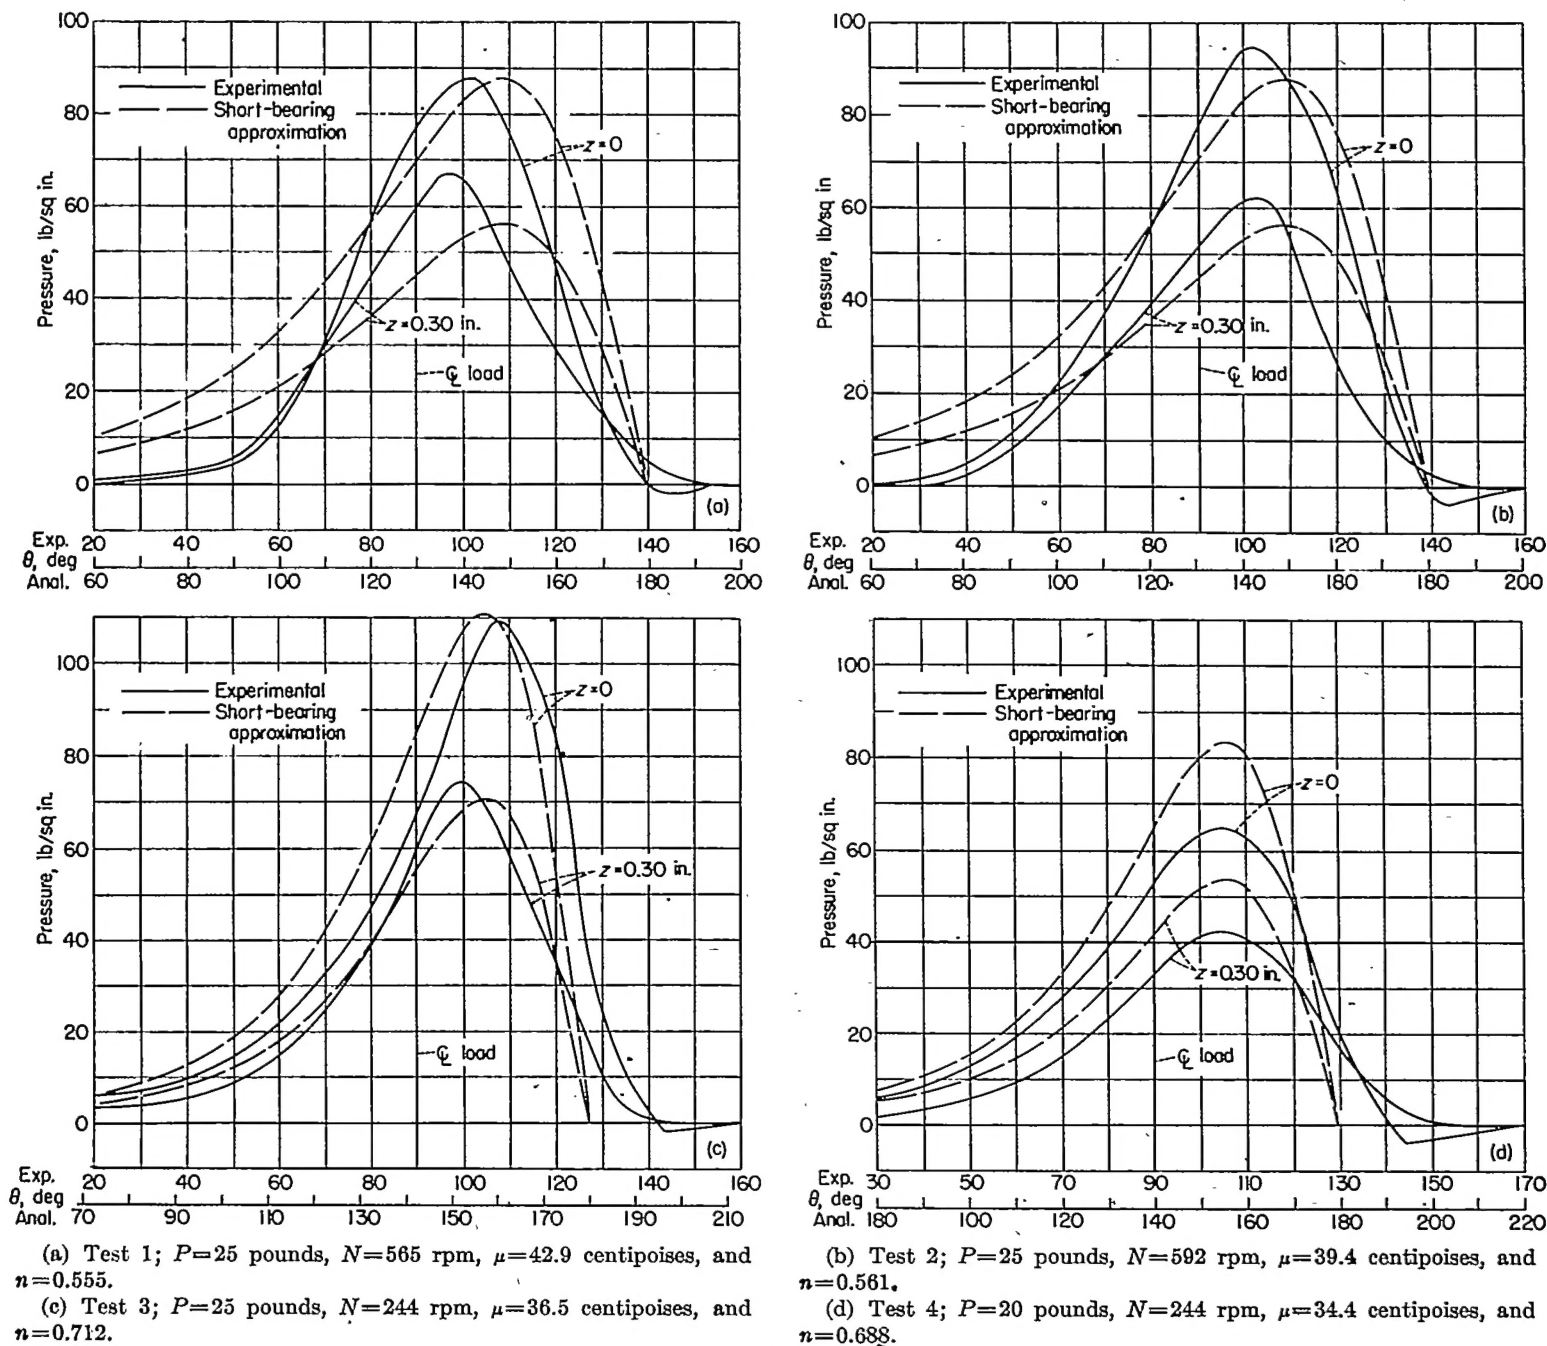 100
80
60
40
20
0
Pressure, lb/sq in.
Experimental
Short-bearing
approximation
z=0
z=0.30 in.
℄ load
(a)
Exp. 20 40 60 80 100 120 140 160
θ, deg
Anal. 60 80 100 120 140 160 180 200
100
80
60
40
20
0
Pressure, lb/sq in
Experimental
Short-bearing
approximation
z=0
z=0.30 in.
℄ load
(b)
Exp. 20 40 60 80 100 120 140 160
θ, deg
Anal. 60 80 100 120 140 160 180 200
100
80
60
40
20
0
Pressure, lb/sq in.
Experimental
Short-bearing
approximation
z=0
z=0.30 in.
℄ load
(c)
Exp. 20 40 60 80 100 120 140 160
θ, deg
Anal. 70 90 110 130 150 170 190 210
100
80
60
40
20
0
Pressure, lb/sq in.
Experimental
Short-bearing
approximation
z=0
z=0.30 in.
℄ load
(d)
Exp. 30 50 70 90 110 130 150 170
θ, deg
Anal. 180 100 120 140 160 180 200 220
(a) Test 1; P=25 pounds, N=565 rpm, μ=42.9 centipoises, and
n=0.555.
(c) Test 3; P=25 pounds, N=244 rpm, μ=36.5 centipoises, and
n=0.712.
(b) Test 2; P=25 pounds, N=592 rpm, μ=39.4 centipoises, and
n=0.561.
(d) Test 4; P=20 pounds, N=244 rpm, μ=34.4 centipoises, and
n=0.688.